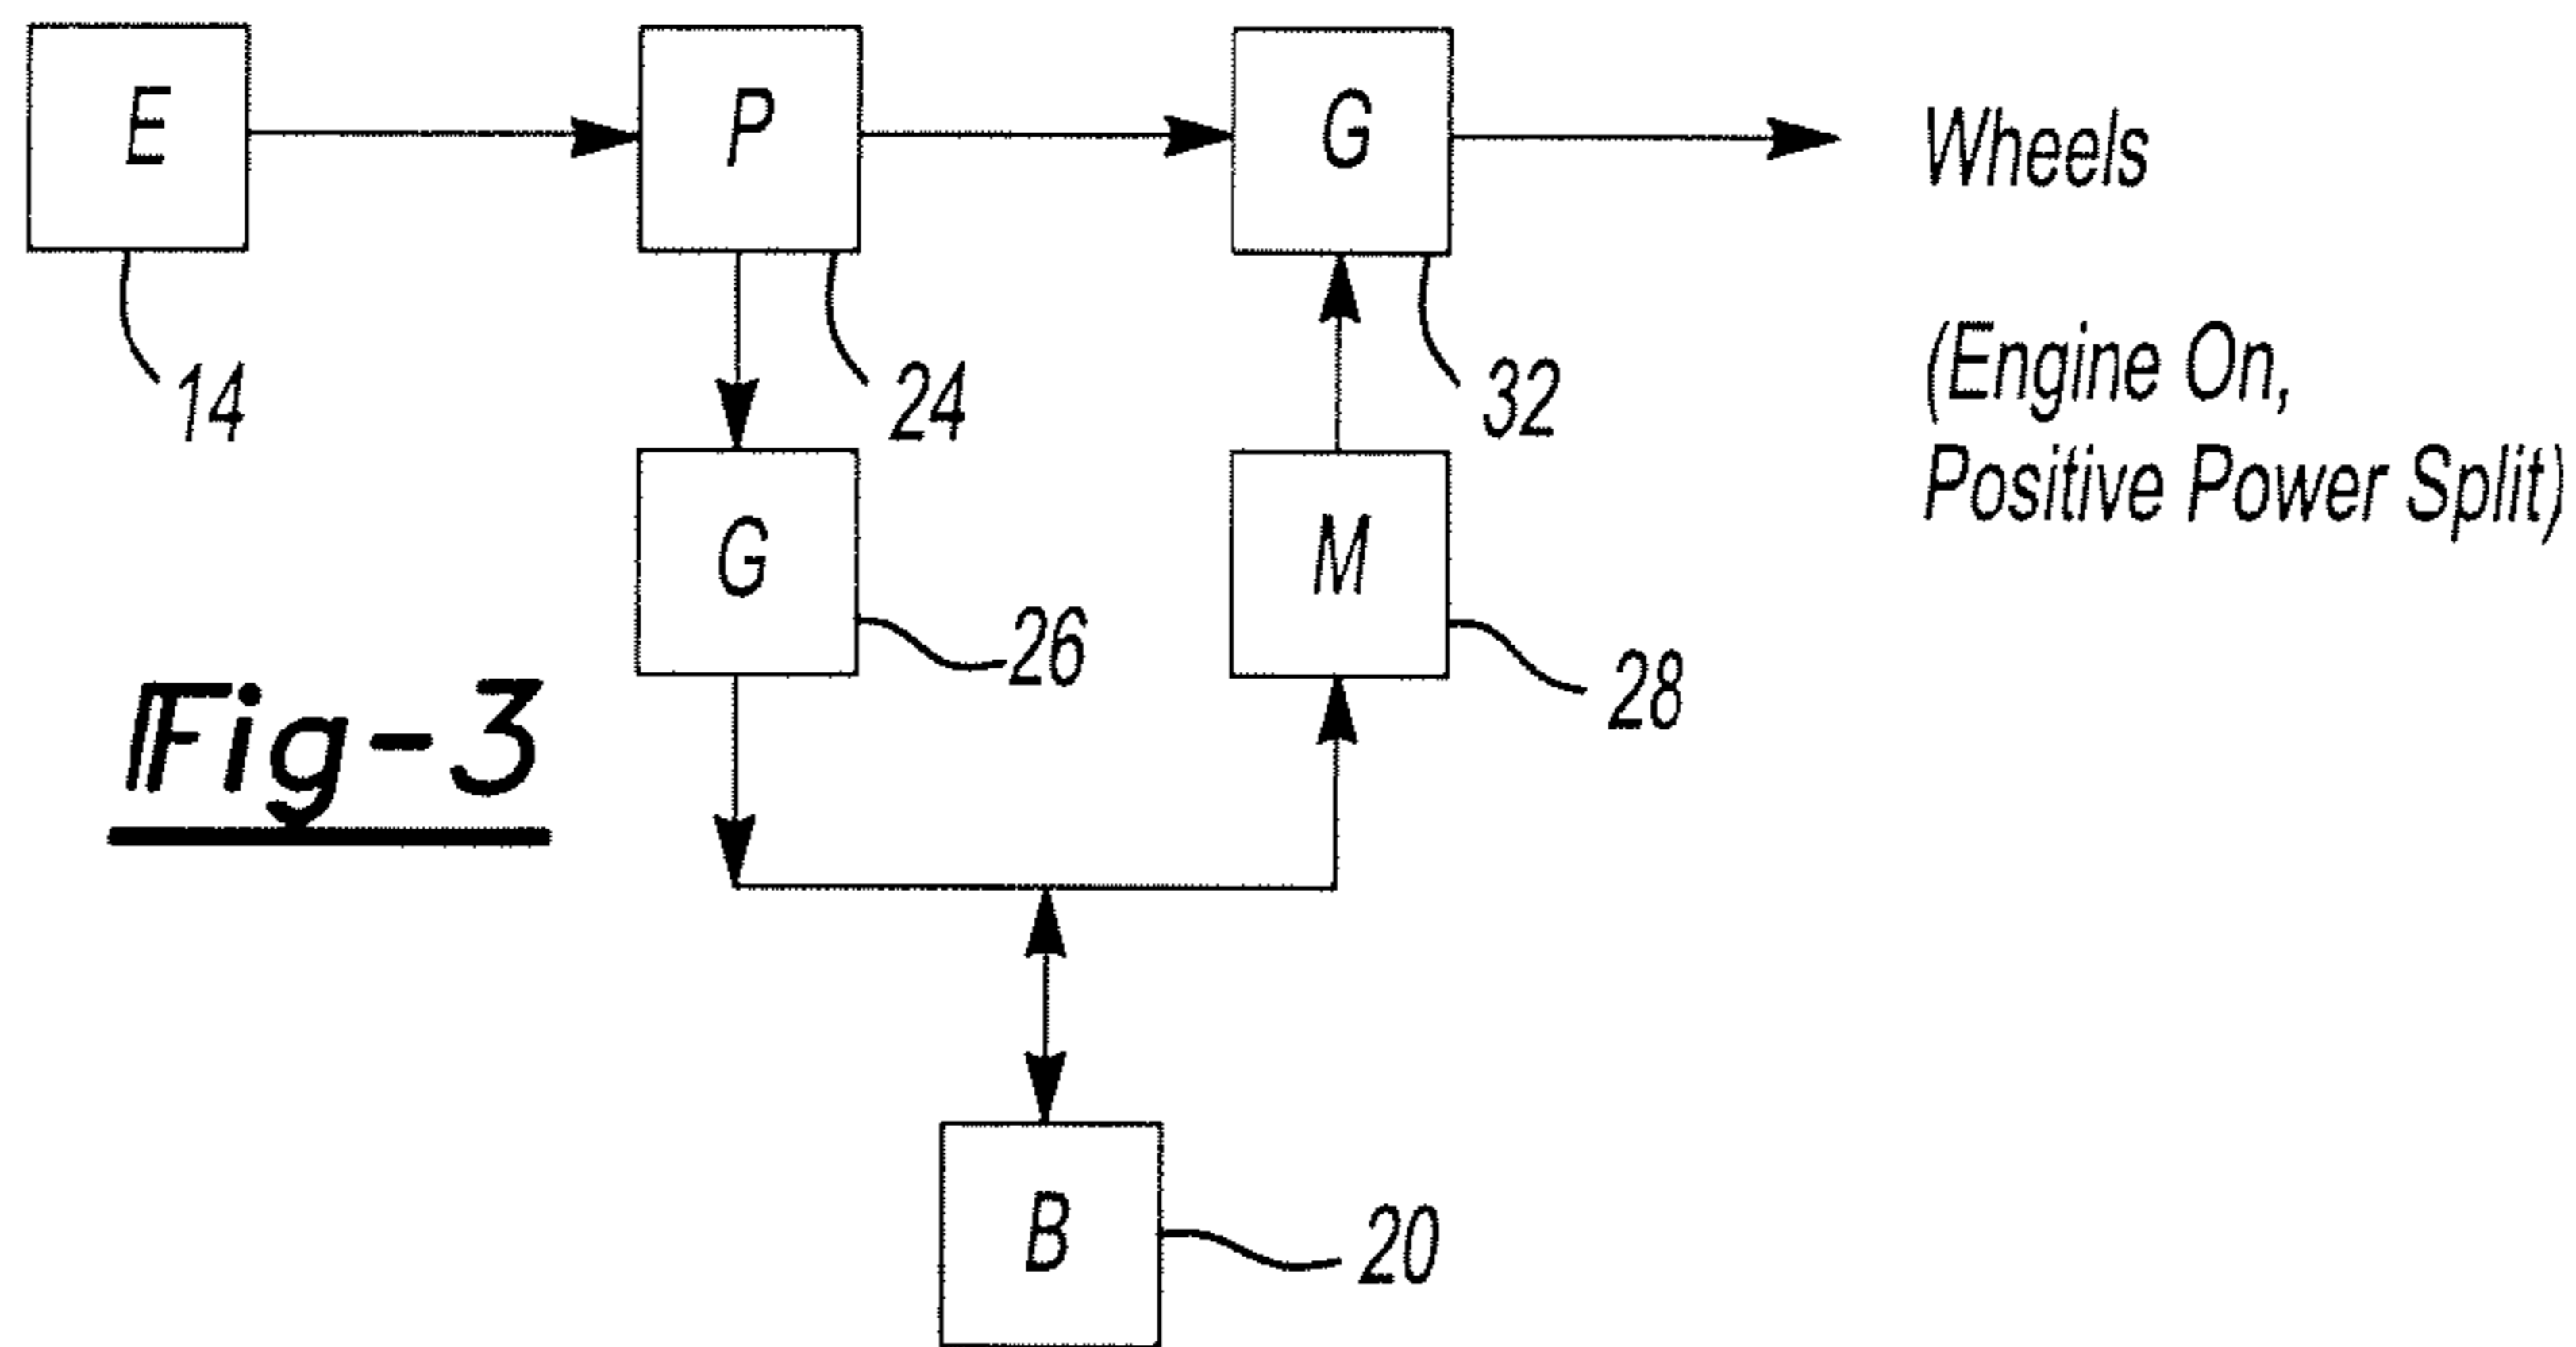 E
P
G
Wheels
14
24
32
(Engine On,
Positive Power Split)
G
26
M
28
Fig-3
B
20